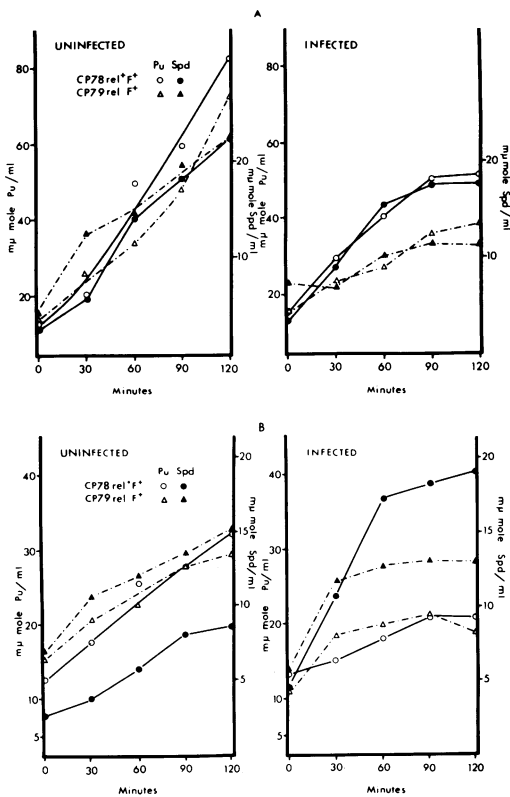 A
UNINFECTED
Pu Spd
CP78 rel⁺F⁺
CP79 rel F⁺
80
60
40
20
mμ mole Pu/ml
20
10
mμ mole Spd/ml
0 30 60 90 120
Minutes
INFECTED
80
60
40
20
mμ mole Pu/ml
20
10
mμ mole Spd/ml
0 30 60 90 120
Minutes
B
UNINFECTED
Pu Spd
CP78 rel⁺F⁺
CP79 rel F⁺
40
30
20
10
5
mμ mole Pu/ml
20
15
10
5
mμ mole Spd/ml
0 30 60 90 120
Minutes
INFECTED
40
30
20
10
5
mμ mole Pu/ml
20
15
10
5
mμ mole Spd/ml
0 30 60 90 120
Minutes